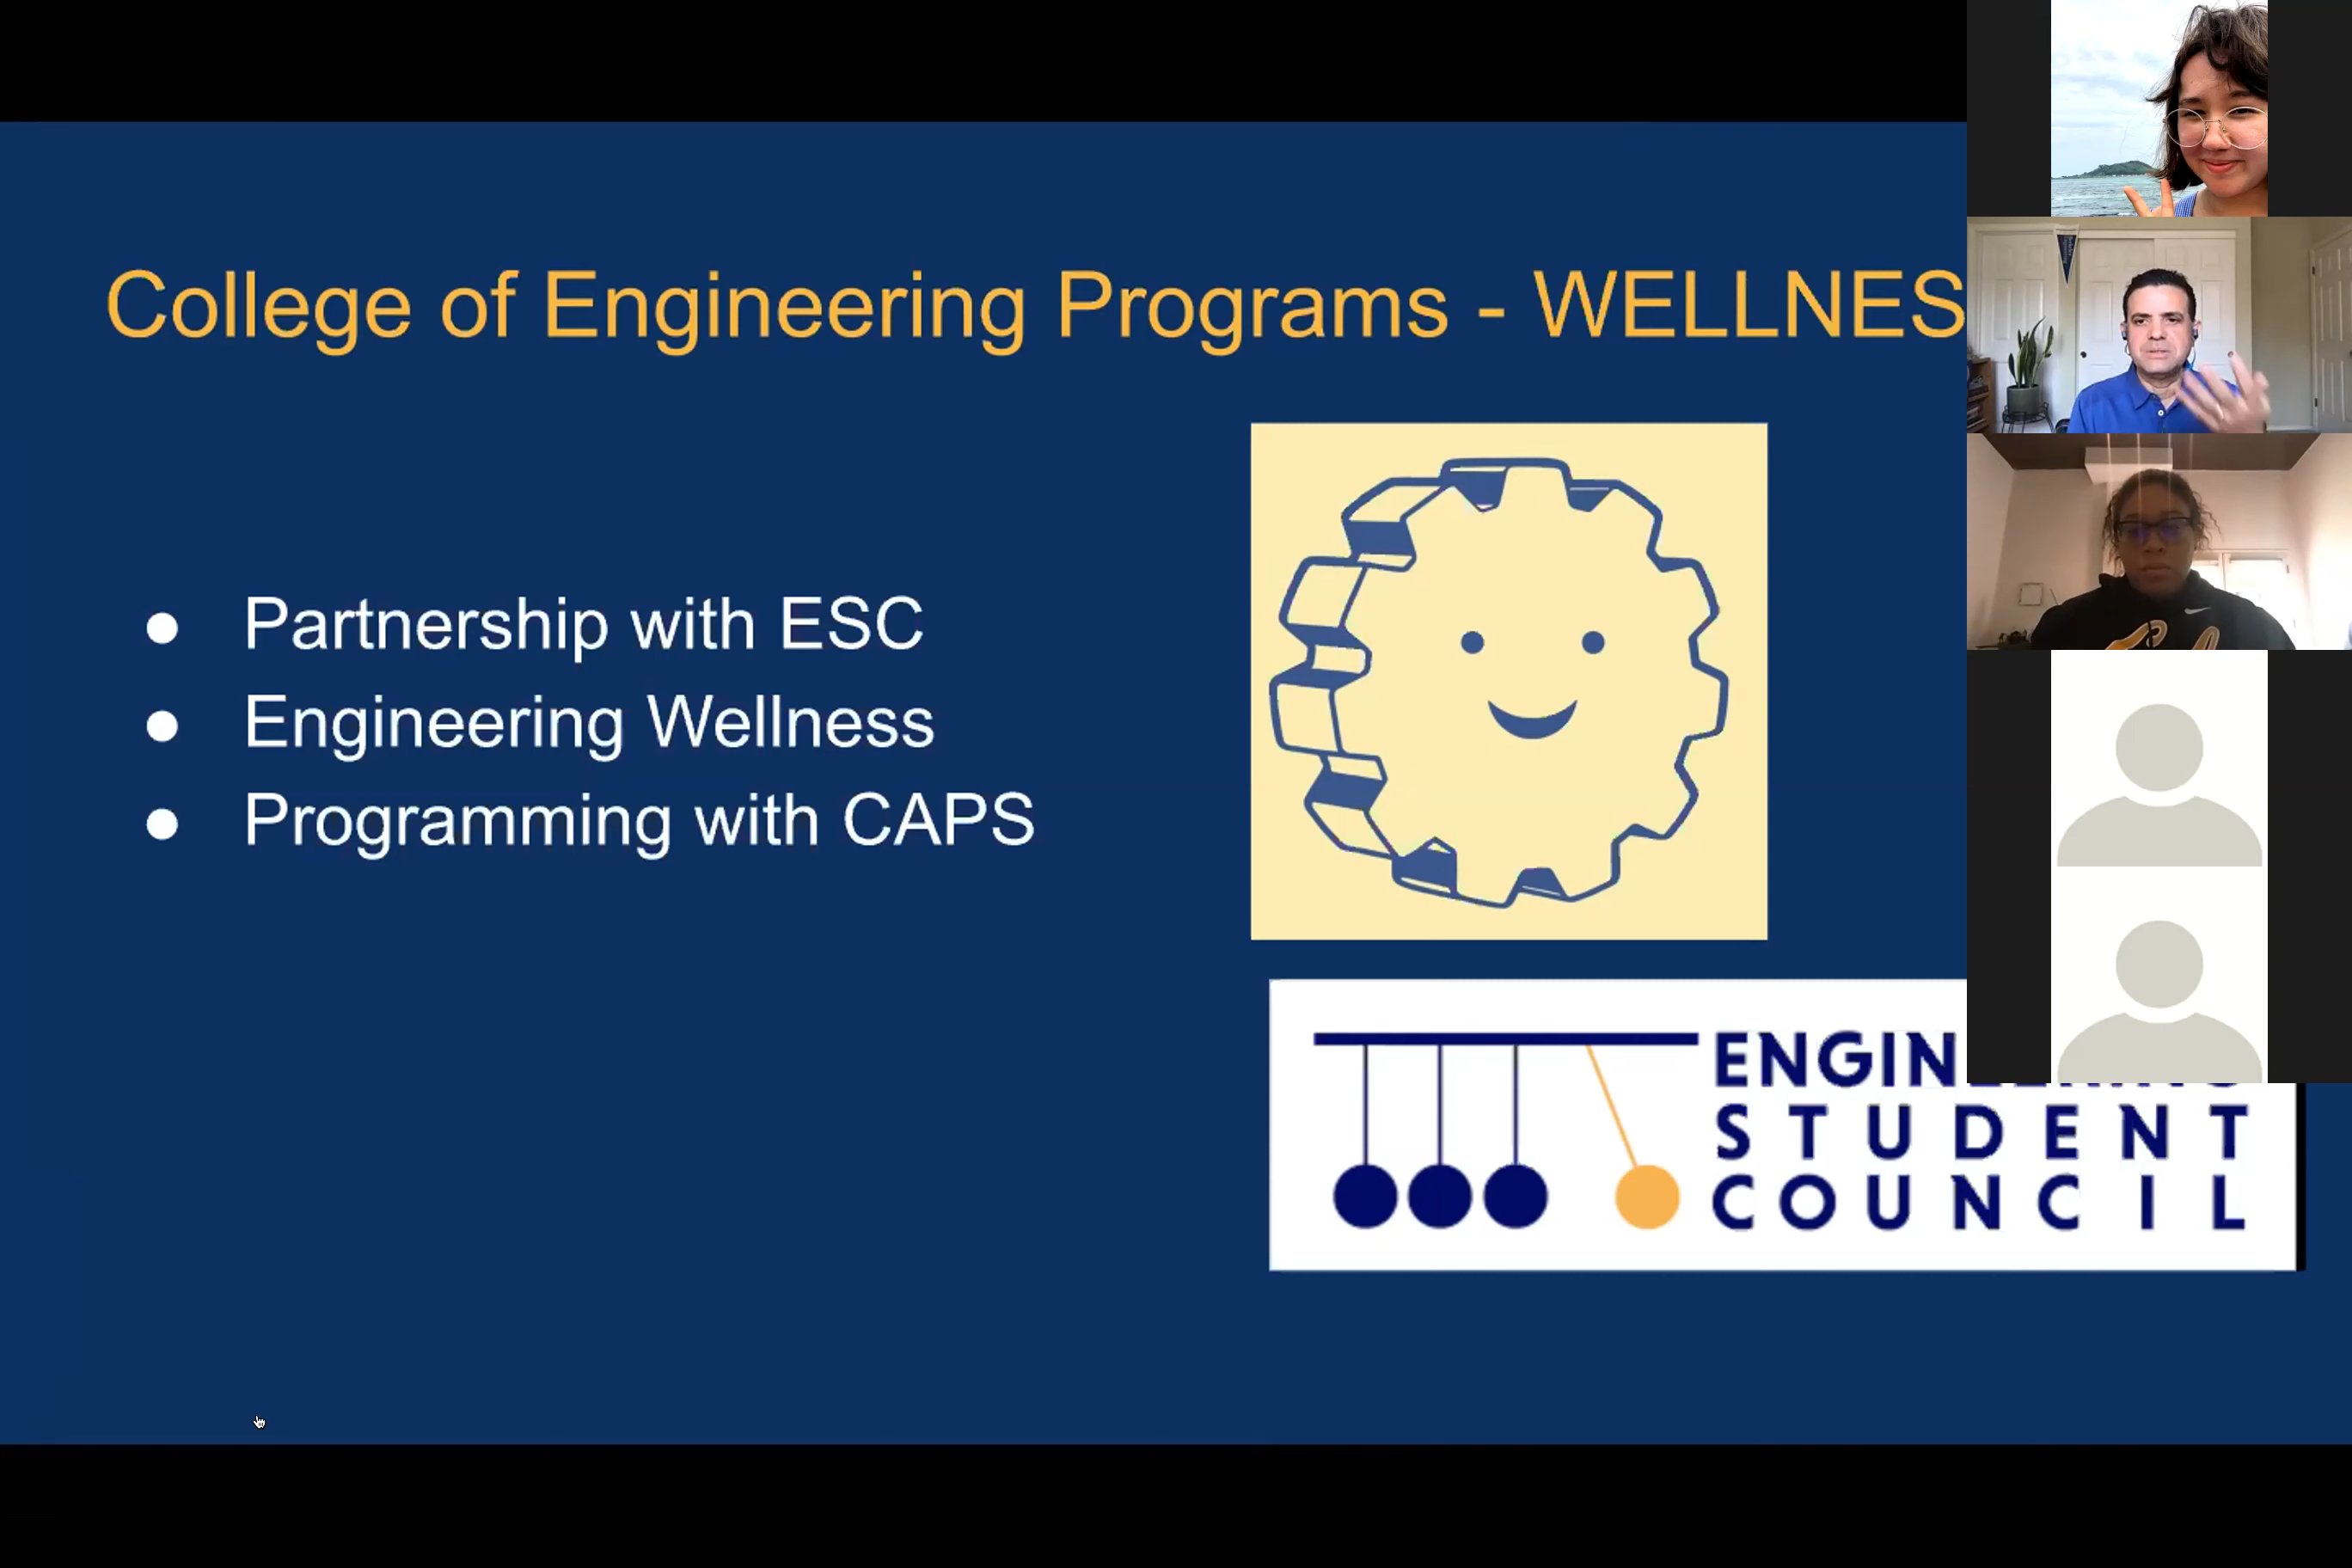 College of Engineering Programs - WELLNES
● Partnership with ESC
● Engineering Wellness
● Programming with CAPS
ENGIN
STUDENT
COUNCIL